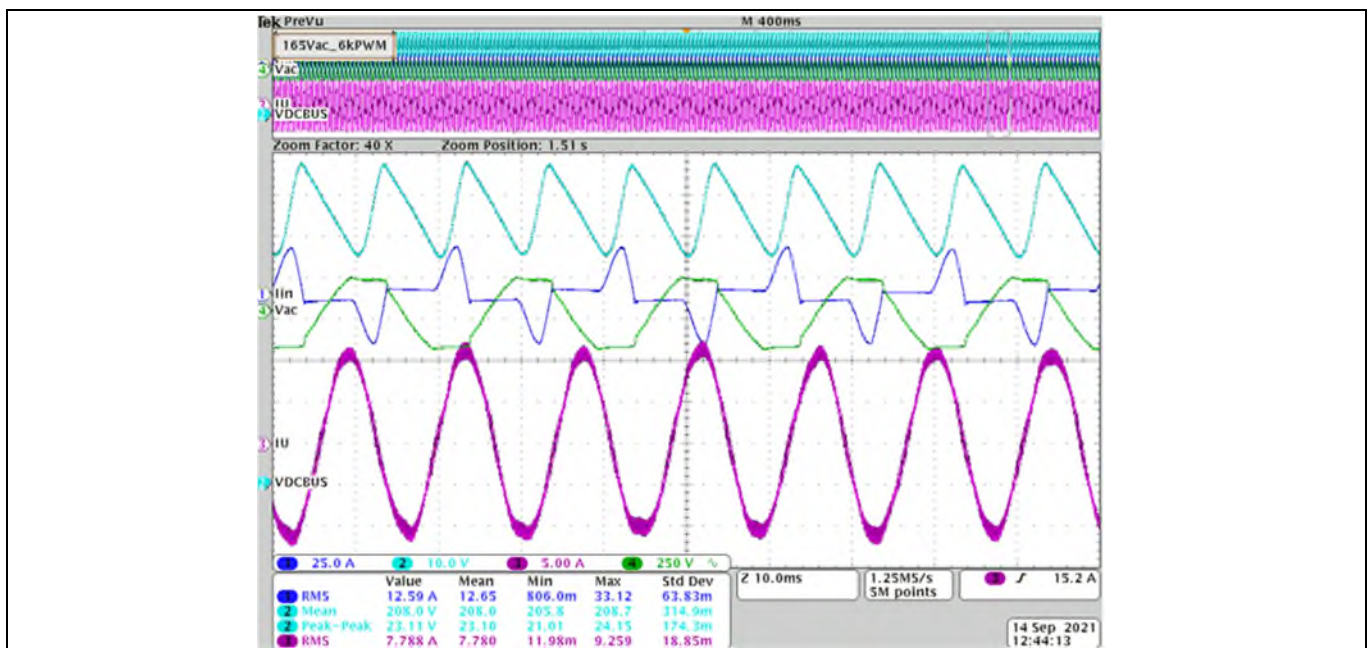 Tek PreVu M 400ms
165Vac_6kPWM
4 Vac
3 IU
2 VDCBUS
Zoom Factor: 40 X Zoom Position: 1.51 s
1 Iin
4 Vac
3 IU
2 VDCBUS
1 25.0 A 2 10.0 V 3 5.00 A 4 250 V
Value Mean Min Max Std Dev
1 RMS 12.59 A 12.65 806.0m 33.12 63.83m
2 Mean 208.0 V 208.0 205.8 208.7 314.9m
2 Peak-Peak 23.11 V 23.10 21.01 24.15 174.3m
3 RMS 7.788 A 7.780 11.98m 9.259 18.85m
Z 10.0ms
1.25MS/s
5M points
3 15.2 A
14 Sep 2021
12:44:13